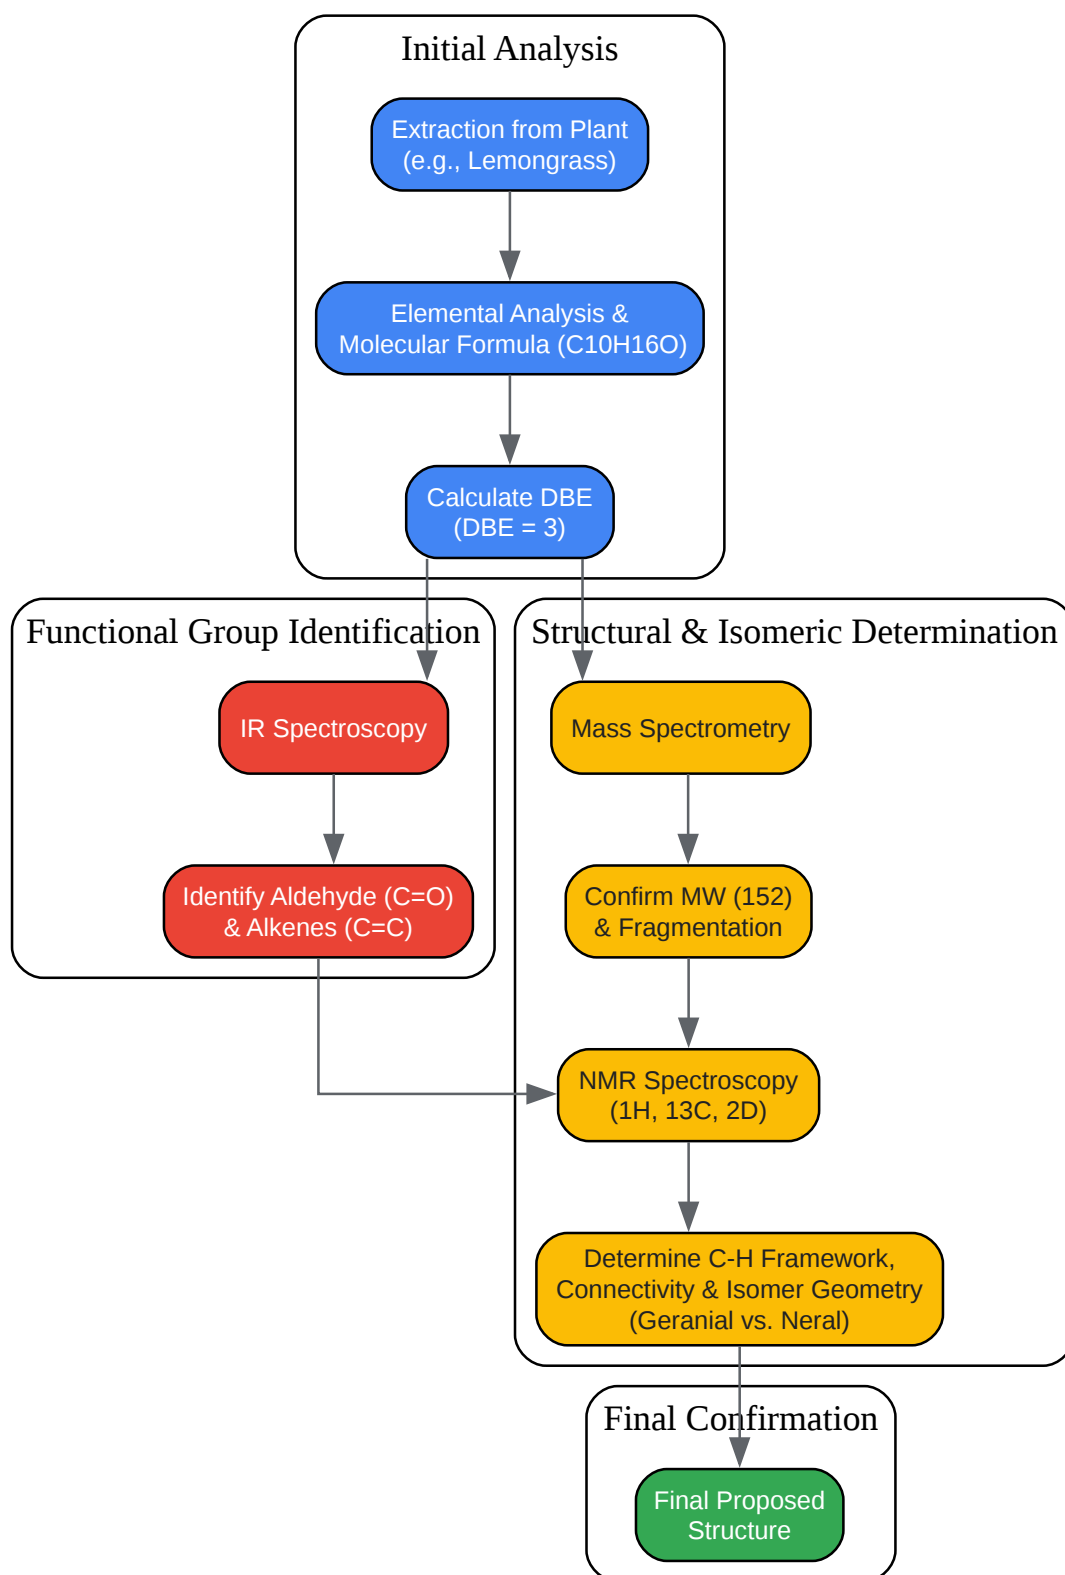 Initial Analysis
Extraction from Plant
(e.g., Lemongrass)
Elemental Analysis &
Molecular Formula (C10H16O)
Calculate DBE
(DBE = 3)
Functional Group Identification
IR Spectroscopy
Identify Aldehyde (C=O)
& Alkenes (C=C)
Structural & Isomeric Determination
Mass Spectrometry
Confirm MW (152)
& Fragmentation
NMR Spectroscopy
(1H, 13C, 2D)
Determine C-H Framework,
Connectivity & Isomer Geometry
(Geranial vs. Neral)
Final Confirmation
Final Proposed
Structure